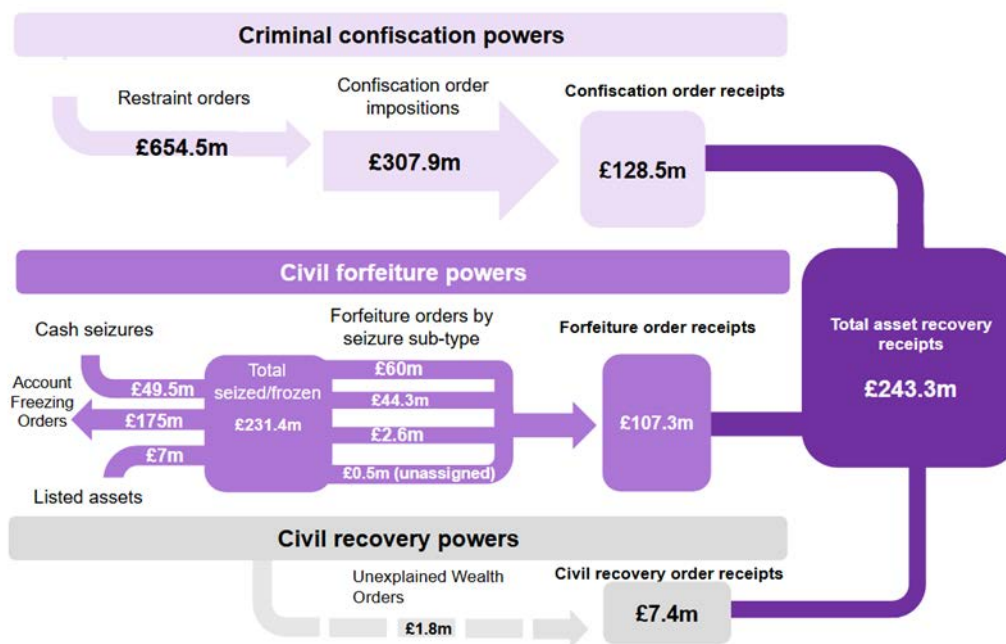 Criminal confiscation powers
Restraint orders
£654.5m
Confiscation order
impositions
£307.9m
Confiscation order receipts
£128.5m
Civil forfeiture powers
Cash seizures
£49.5m
Account
Freezing
Orders
£175m
£7m
Listed assets
Total
seized/frozen
£231.4m
Forfeiture orders by
seizure sub-type
£60m
£44.3m
£2.6m
£0.5m (unassigned)
Forfeiture order receipts
£107.3m
Total asset recovery
receipts
£243.3m
Civil recovery powers
Unexplained Wealth
Orders
£1.8m
Civil recovery order receipts
£7.4m